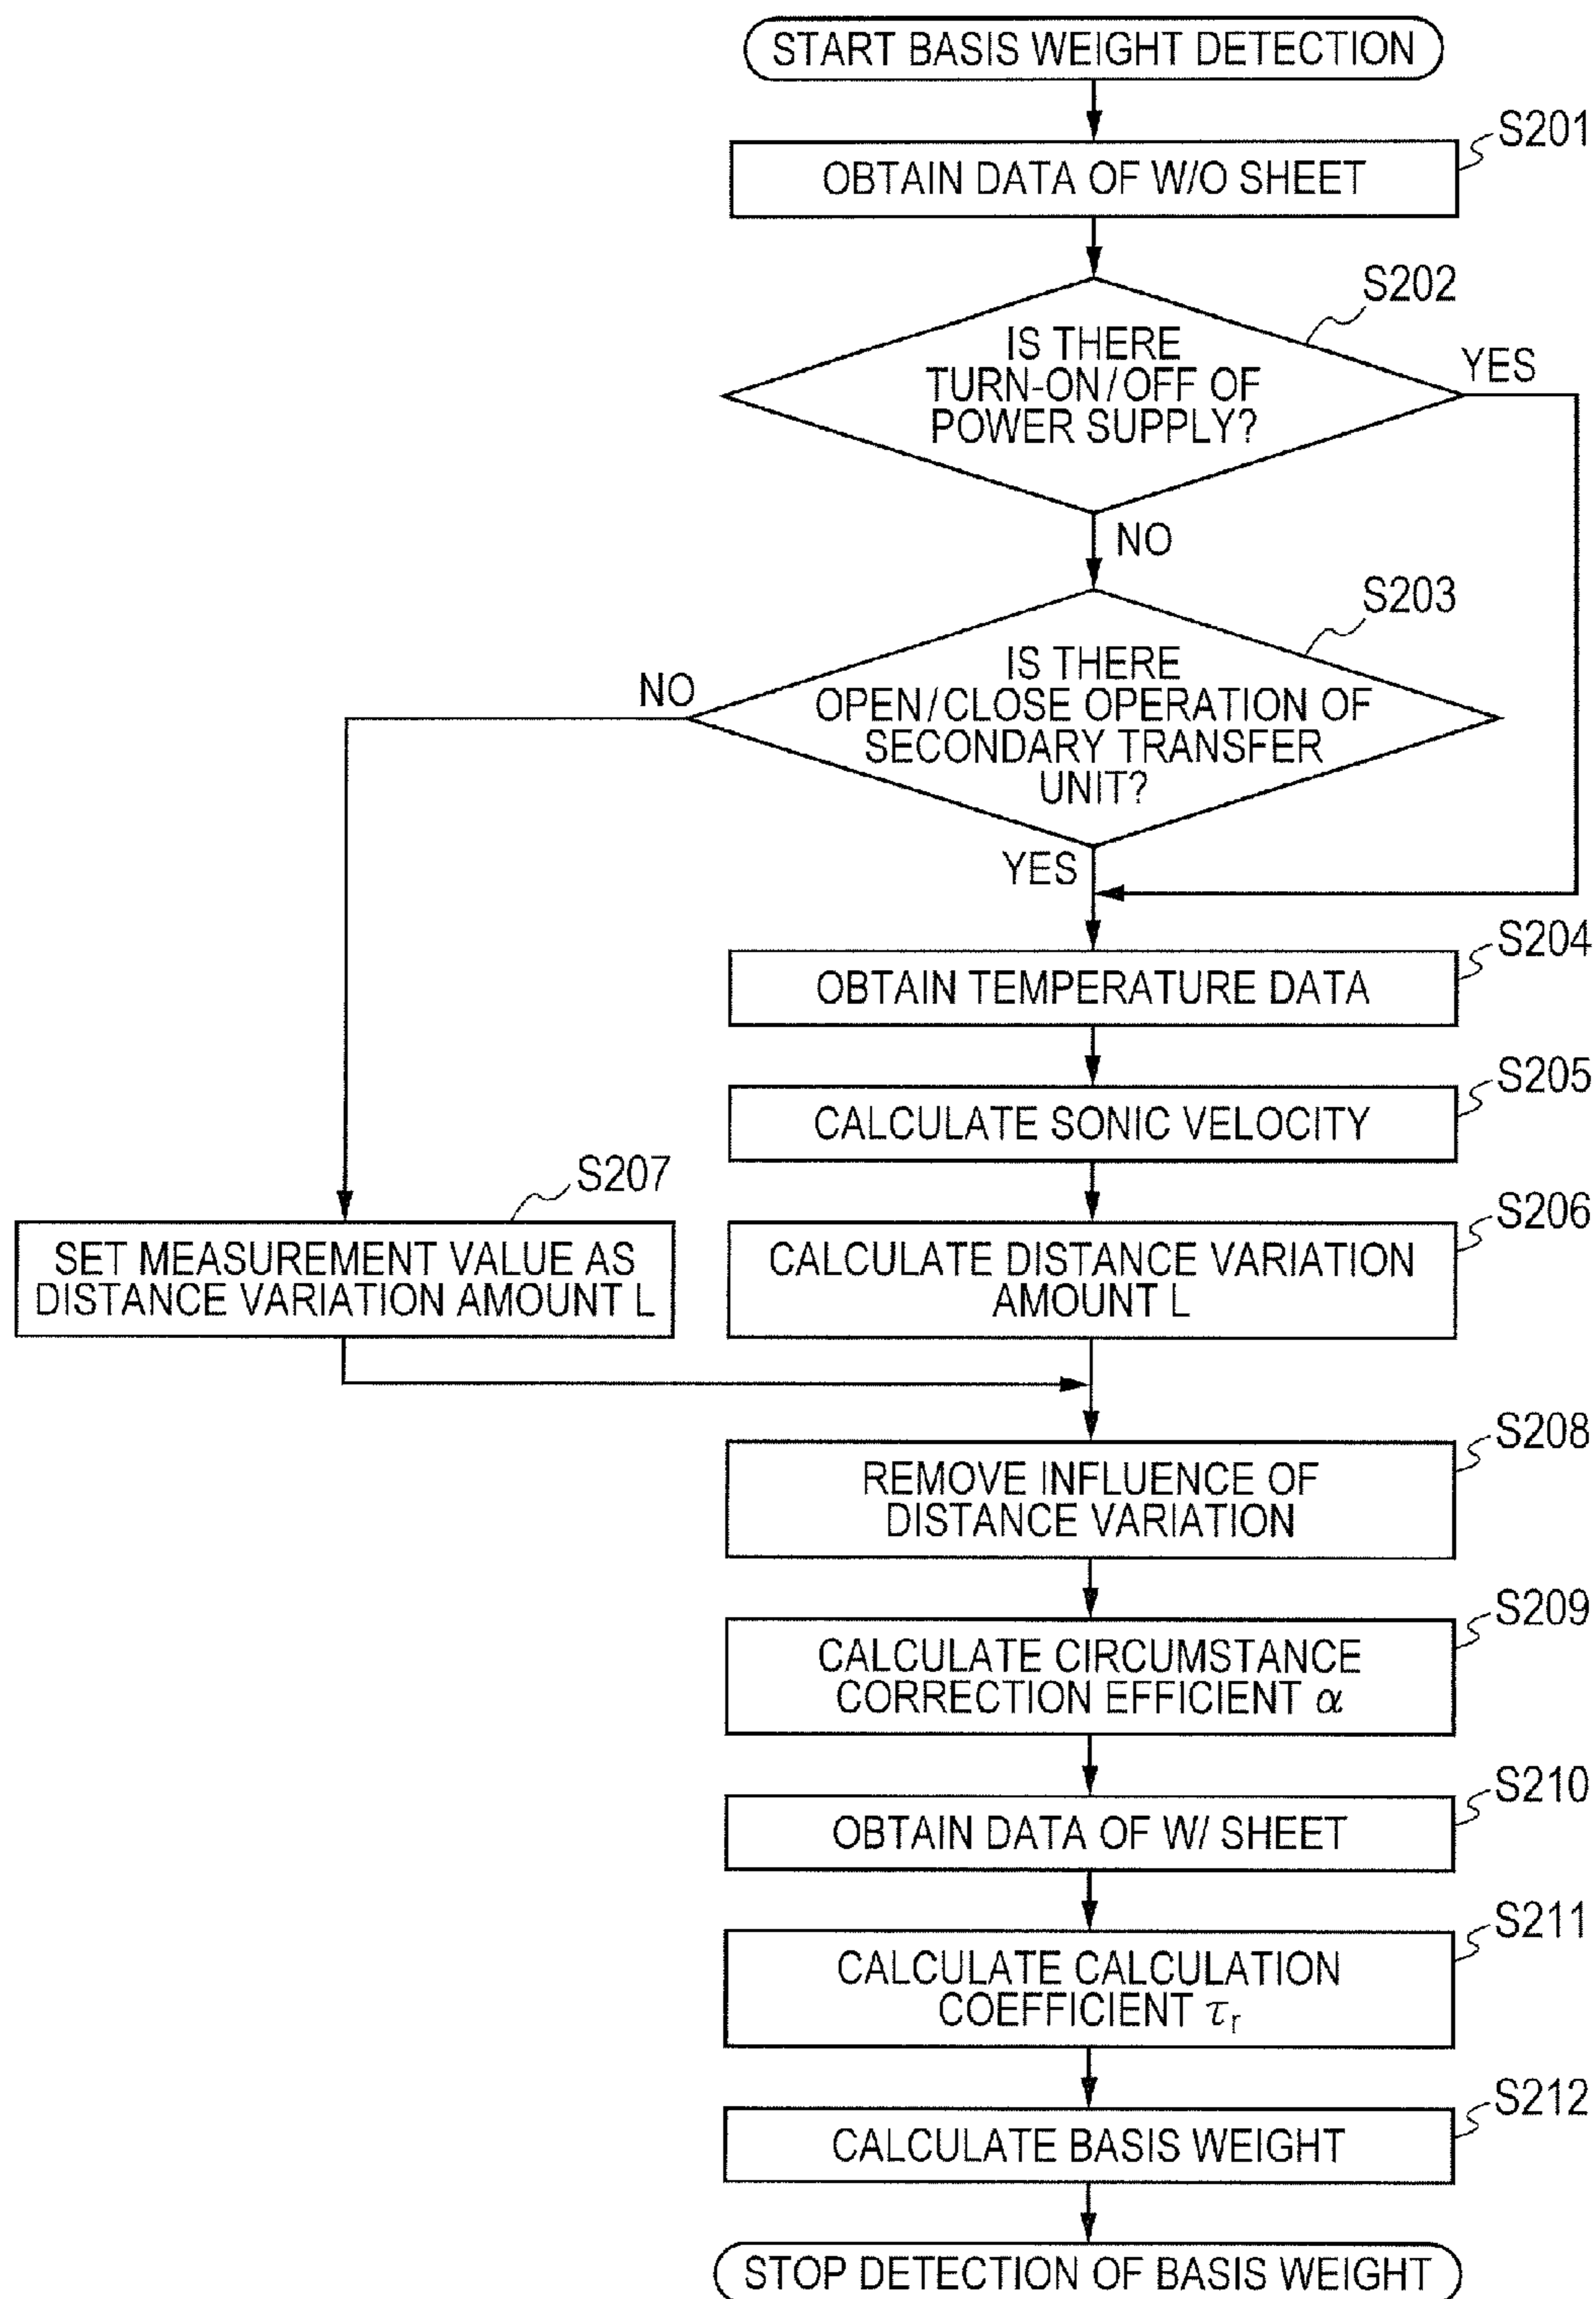 START BASIS WEIGHT DETECTION
S201
OBTAIN DATA OF W/O SHEET
S202
IS THERE
TURN-ON/OFF OF
POWER SUPPLY?
YES
NO
S203
IS THERE
OPEN/CLOSE OPERATION OF
SECONDARY TRANSFER
UNIT?
NO
YES
S204
OBTAIN TEMPERATURE DATA
S205
CALCULATE SONIC VELOCITY
S207
SET MEASUREMENT VALUE AS
DISTANCE VARIATION AMOUNT L
S206
CALCULATE DISTANCE VARIATION
AMOUNT L
S208
REMOVE INFLUENCE OF
DISTANCE VARIATION
S209
CALCULATE CIRCUMSTANCE
CORRECTION EFFICIENT α
S210
OBTAIN DATA OF W/ SHEET
S211
CALCULATE CALCULATION
COEFFICIENT τr
S212
CALCULATE BASIS WEIGHT
STOP DETECTION OF BASIS WEIGHT